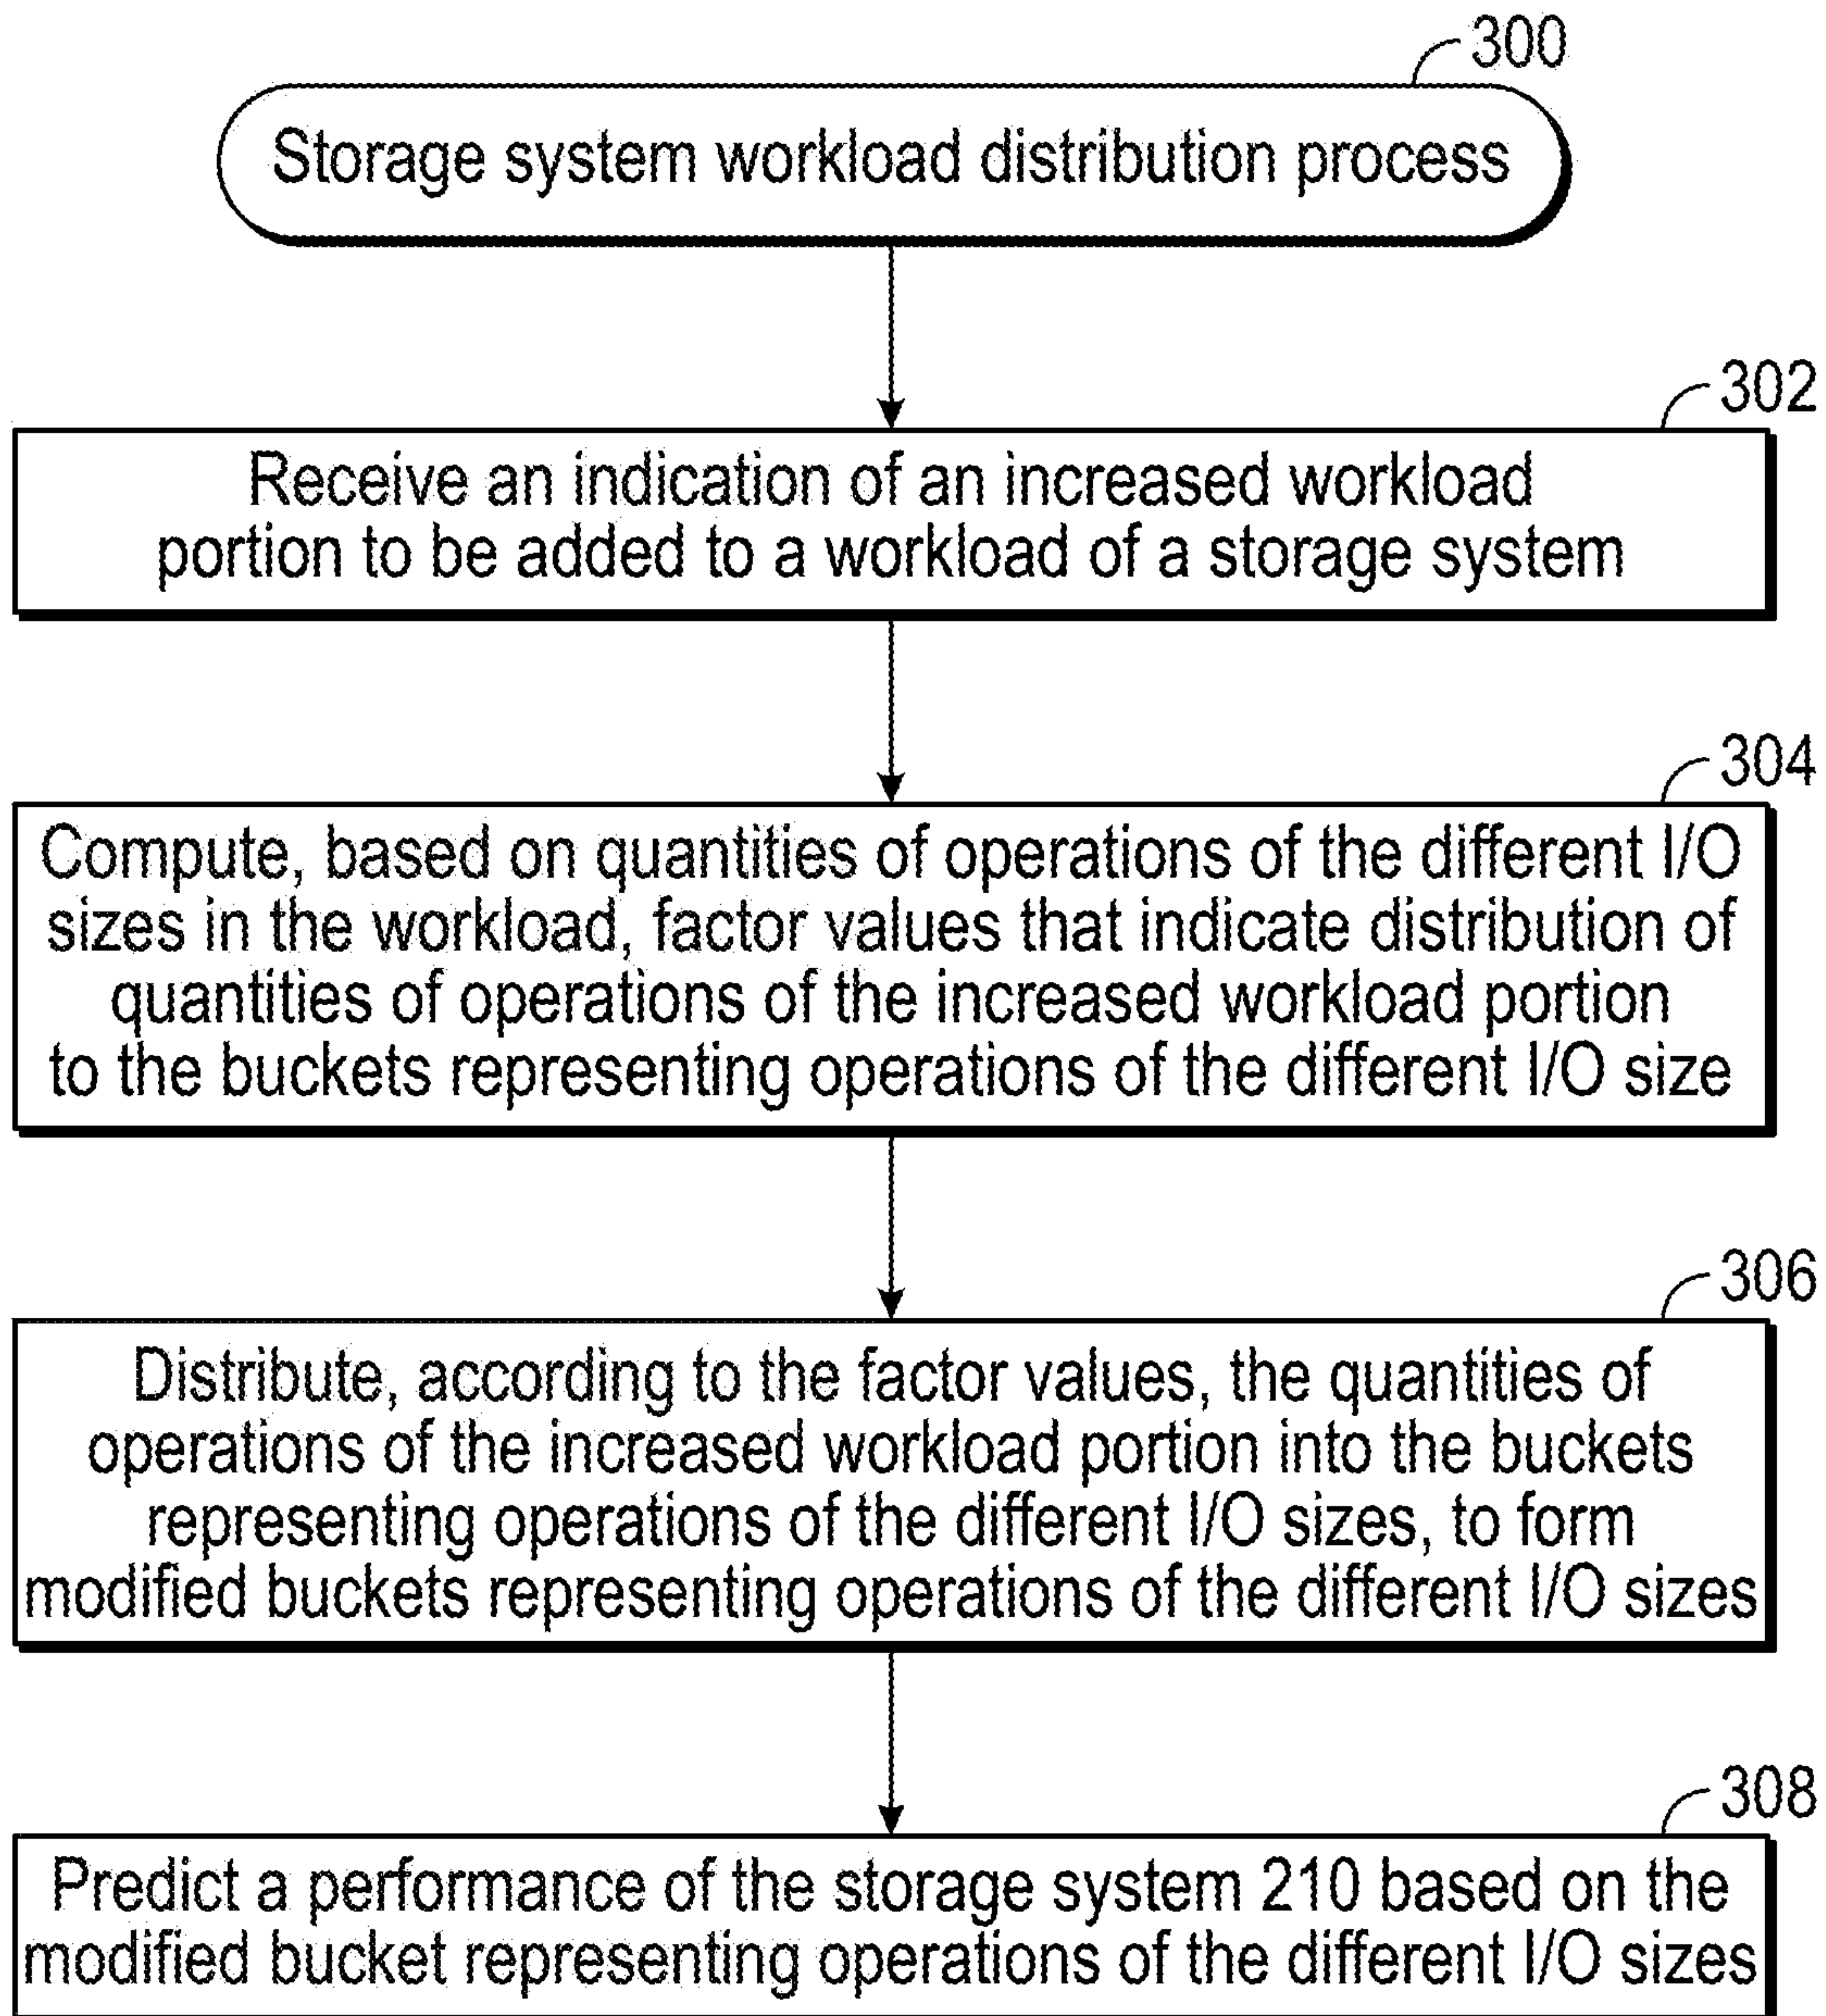 300
Storage system workload distribution process
302
Receive an indication of an increased workload
portion to be added to a workload of a storage system
304
Compute, based on quantities of operations of the different I/O
sizes in the workload, factor values that indicate distribution of
quantities of operations of the increased workload portion
to the buckets representing operations of the different I/O size
306
Distribute, according to the factor values, the quantities of
operations of the increased workload portion into the buckets
representing operations of the different I/O sizes, to form
modified buckets representing operations of the different I/O sizes
308
Predict a performance of the storage system 210 based on the
modified bucket representing operations of the different I/O sizes